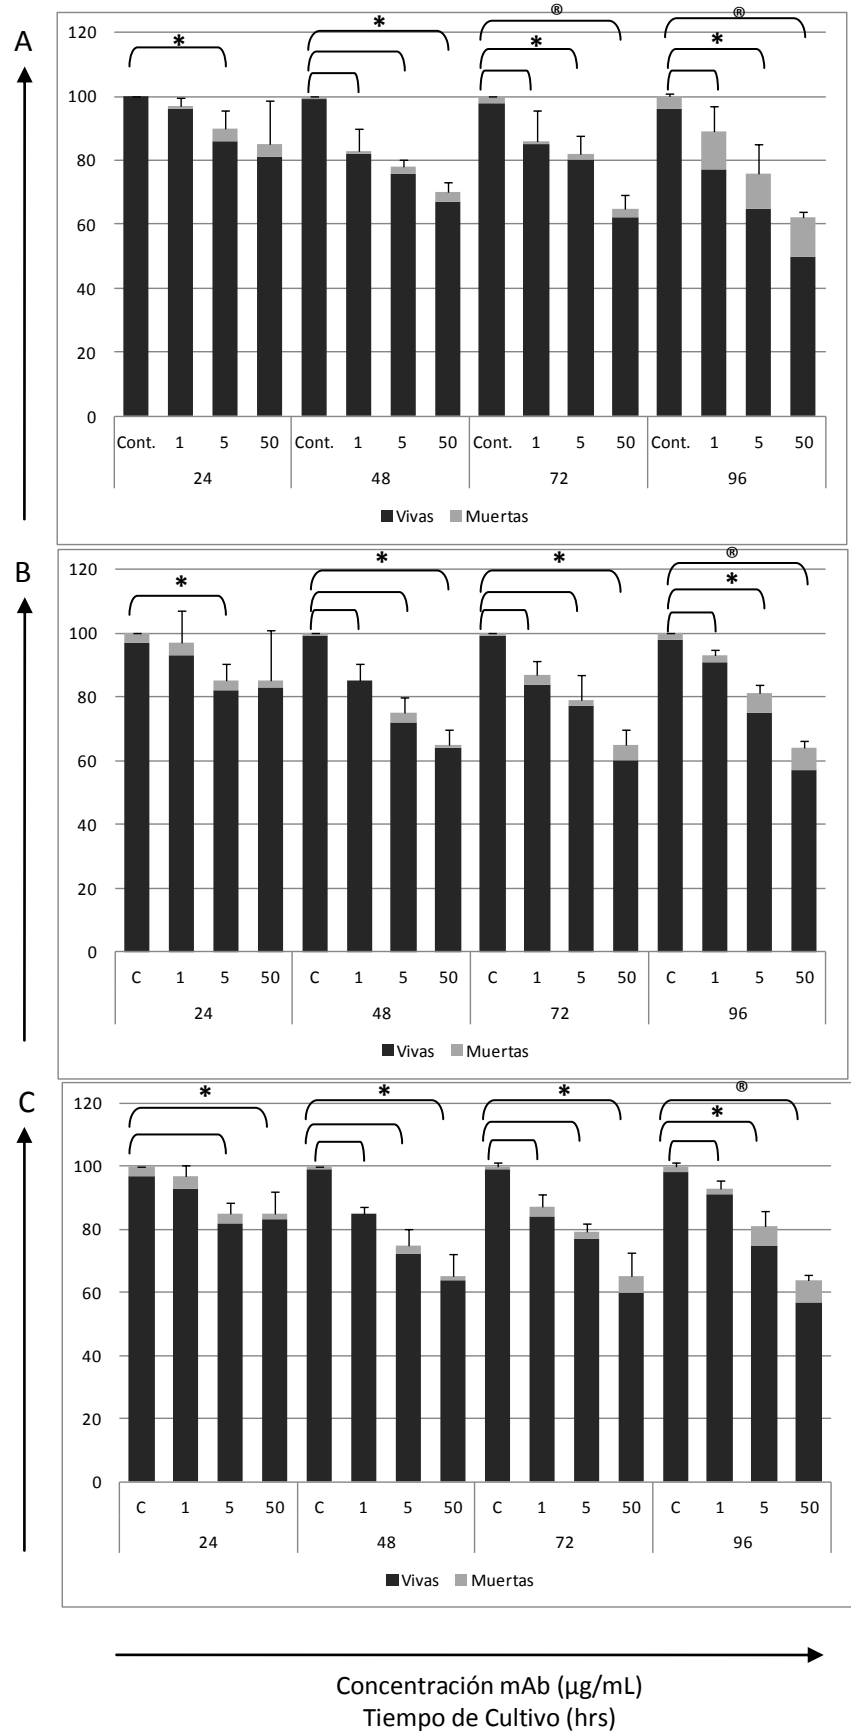 A
120
100
80
60
40
20
0
® ®
* * * *
*
Cont. 1 5 50 Cont. 1 5 50 Cont. 1 5 50 Cont. 1 5 50
24 48 72 96
Vivas Muertas
B
120
100
80
60
40
20
0
®
* * * *
C 1 5 50 C 1 5 50 C 1 5 50 C 1 5 50
24 48 72 96
Vivas Muertas
C
120
100
80
60
40
20
0
®
* * * *
C 1 5 50 C 1 5 50 C 1 5 50 C 1 5 50
24 48 72 96
Vivas Muertas
Concentración mAb (µg/mL)
Tiempo de Cultivo (hrs)